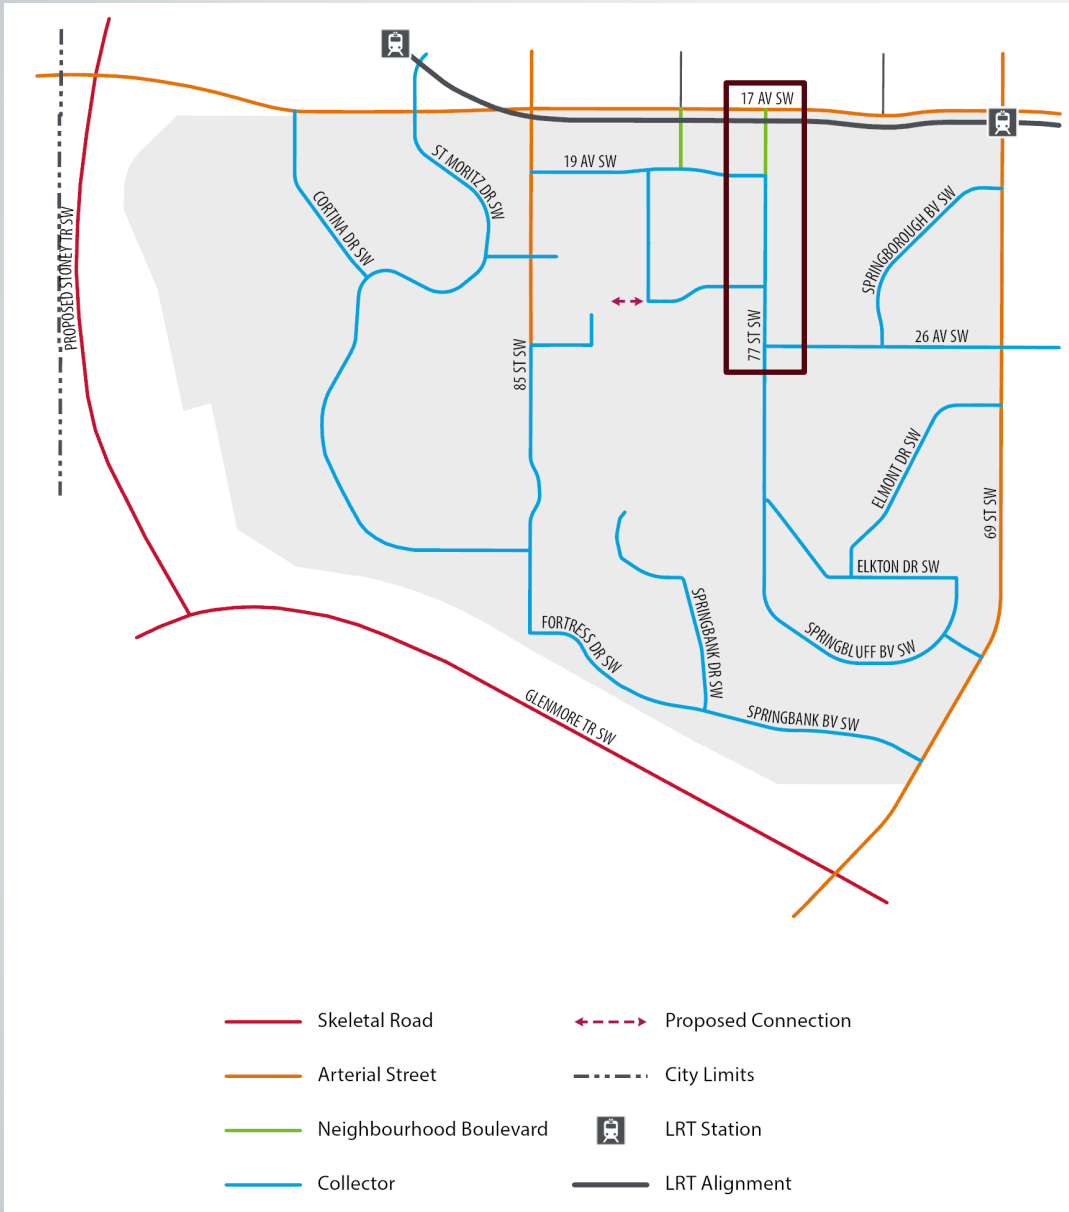 17 AV SW
19 AV SW
ST MORITZ DR SW
CORTINA DR SW
PROPOSED STONEY TR SW
SPRINGBOROUGH BV SW
77 ST SW
26 AV SW
85 ST SW
ELMONT DR SW
69 ST SW
ELKTON DR SW
SPRINGBLUFF BV SW
FORTRESS DR SW
SPRINGBANK DR SW
GLENMORE TR SW
SPRINGBANK BV SW
Skeletal Road
Proposed Connection
Arterial Street
City Limits
Neighbourhood Boulevard
LRT Station
Collector
LRT Alignment